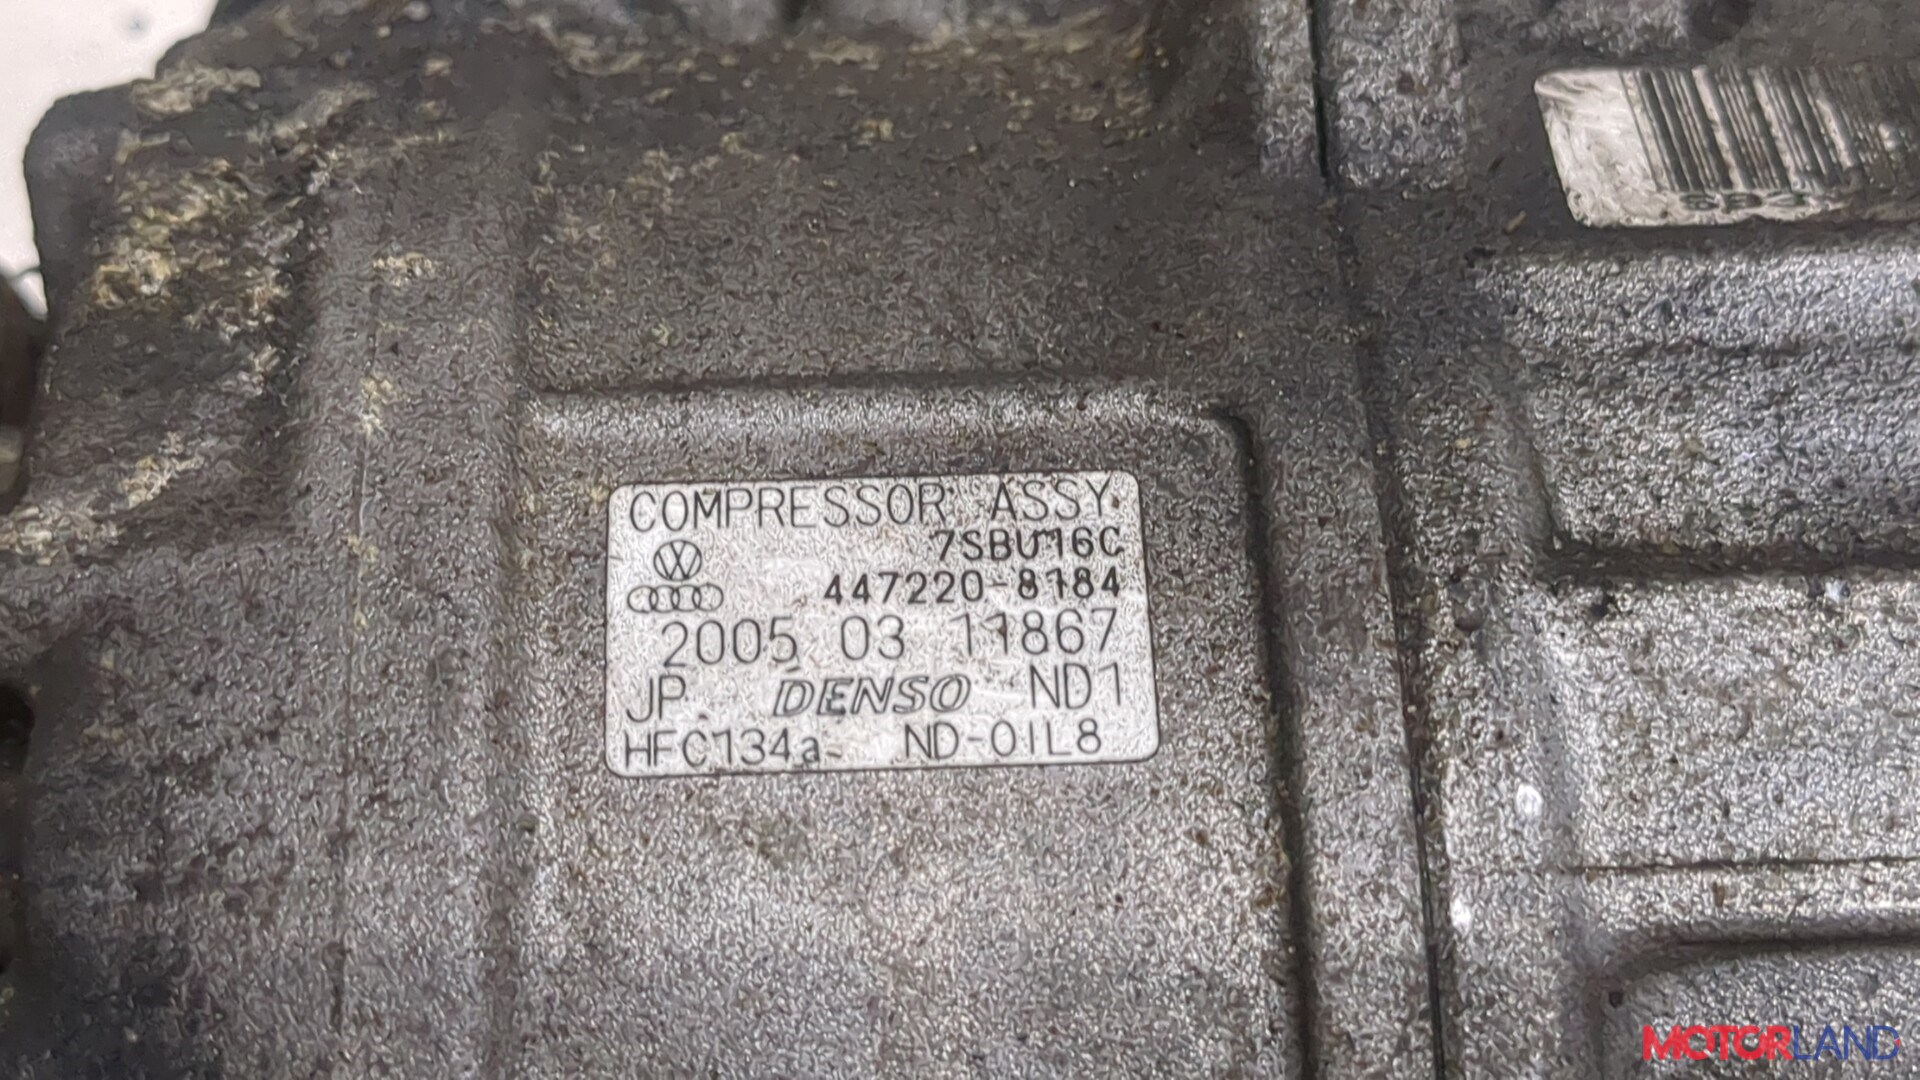 COMPRESSOR ASSY.
7SBU16C
447220-8184
2005 03 11867
JP DENSO ND1
HFC134a ND-OIL8
MOTORLAND